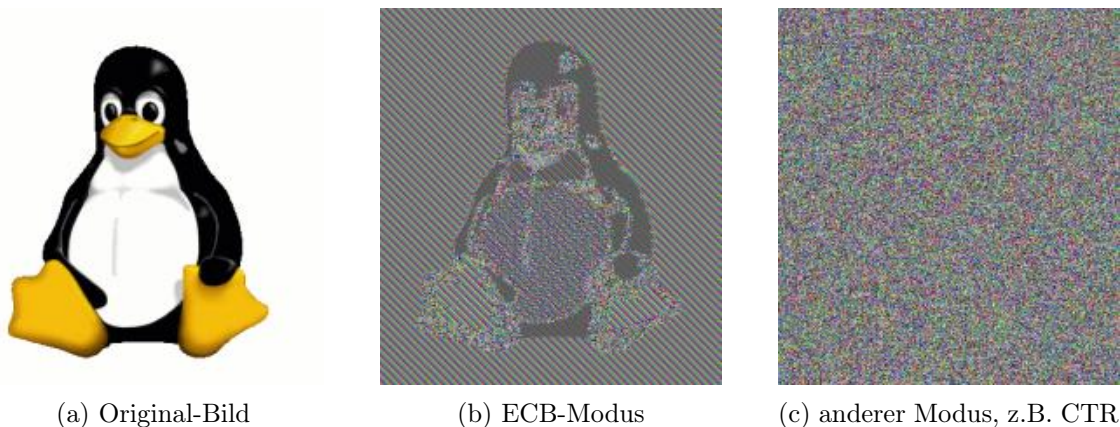 (a) Original-Bild
(b) ECB-Modus
(c) anderer Modus, z.B. CTR